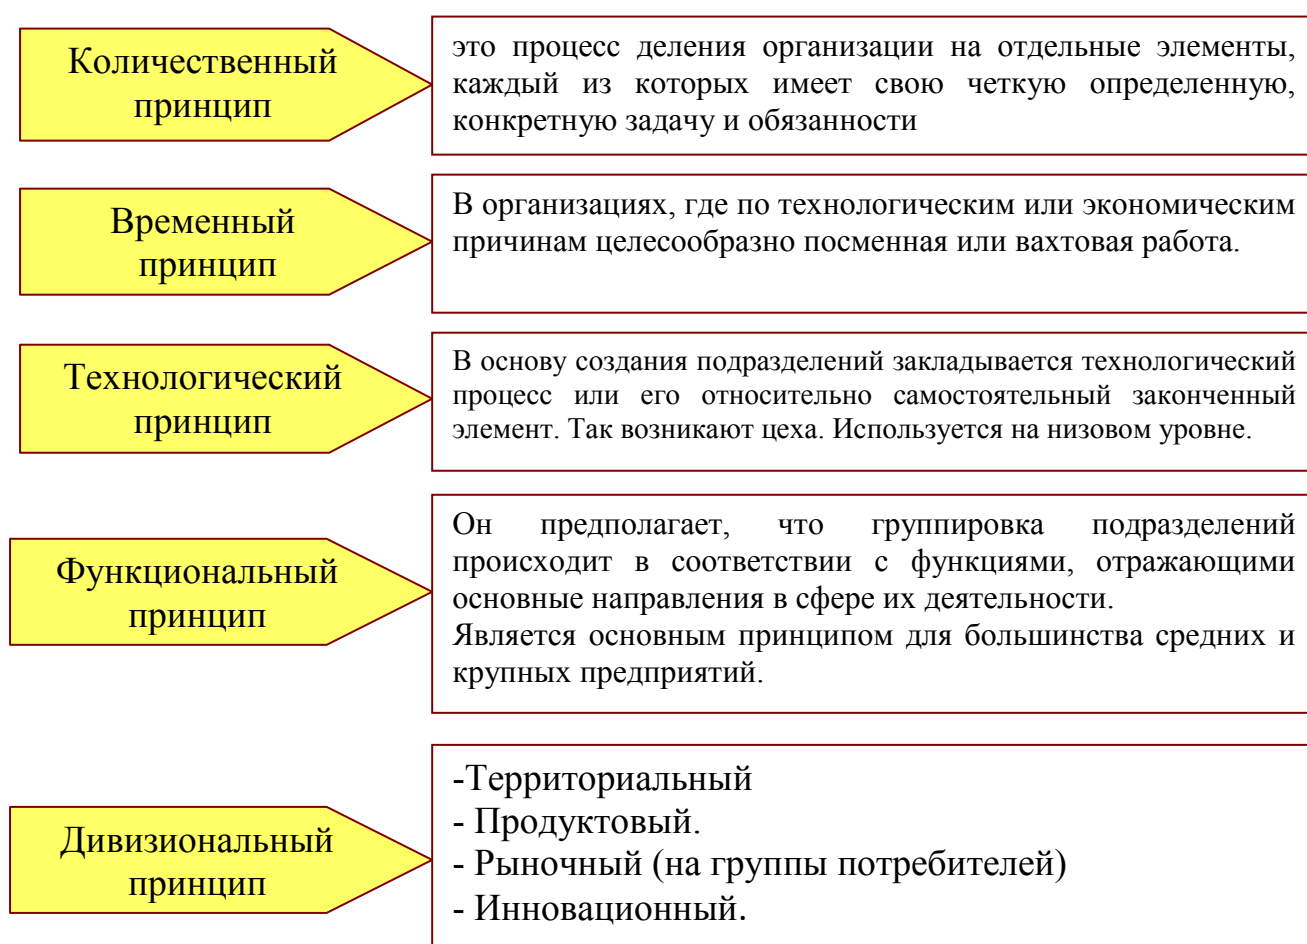 Количественный
принцип
это процесс деления организации на отдельные элементы,
каждый из которых имеет свою четкую определенную,
конкретную задачу и обязанности
Временный
принцип
В организациях, где по технологическим или экономическим
причинам целесообразно посменная или вахтовая работа.
Технологический
принцип
В основу создания подразделений закладывается технологический
процесс или его относительно самостоятельный законченный
элемент. Так возникают цеха. Используется на низовом уровне.
Функциональный
принцип
Он предполагает, что группировка подразделений
происходит в соответствии с функциями, отражающими
основные направления в сфере их деятельности.
Является основным принципом для большинства средних и
крупных предприятий.
Дивизиональный
принцип
-Территориальный
- Продуктовый.
- Рыночный (на группы потребителей)
- Инновационный.